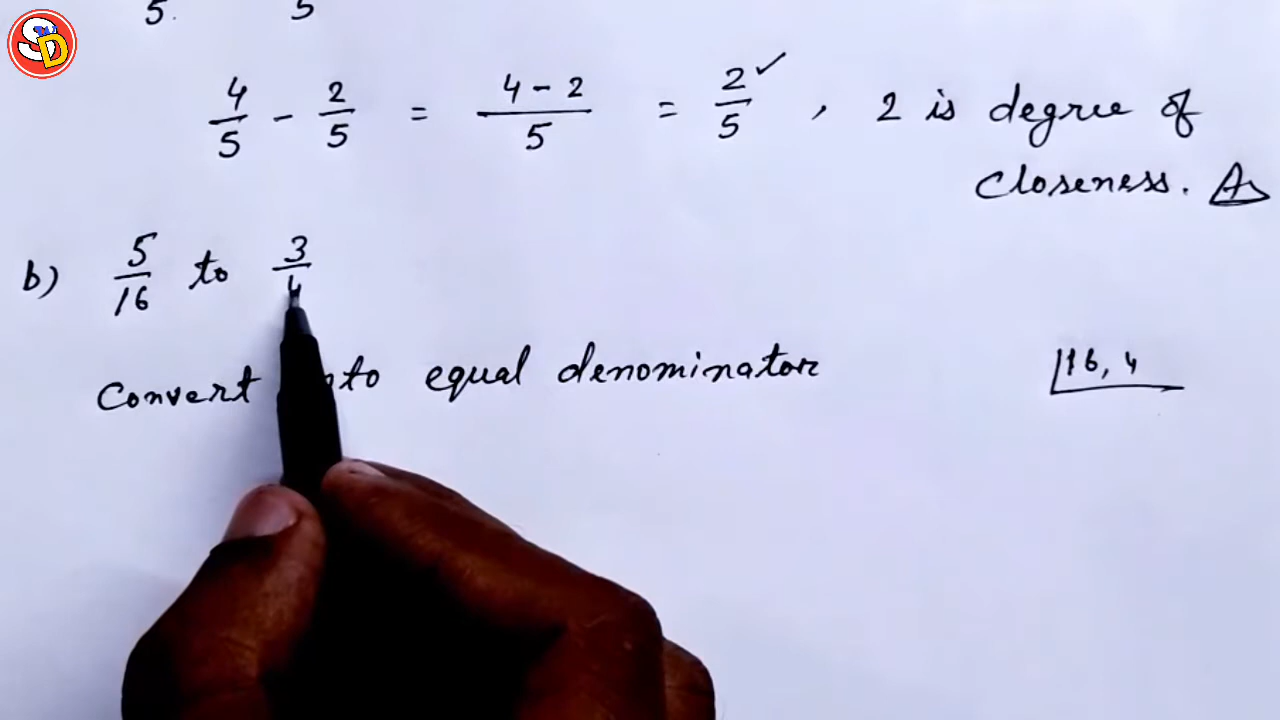 SD
5. 5
4/5 - 2/5 = 4-2/5 = 2/5 ✓, 2 is degree of
closeness.
b) 5/16 to 3/4
Convert equal denominator
16, 4